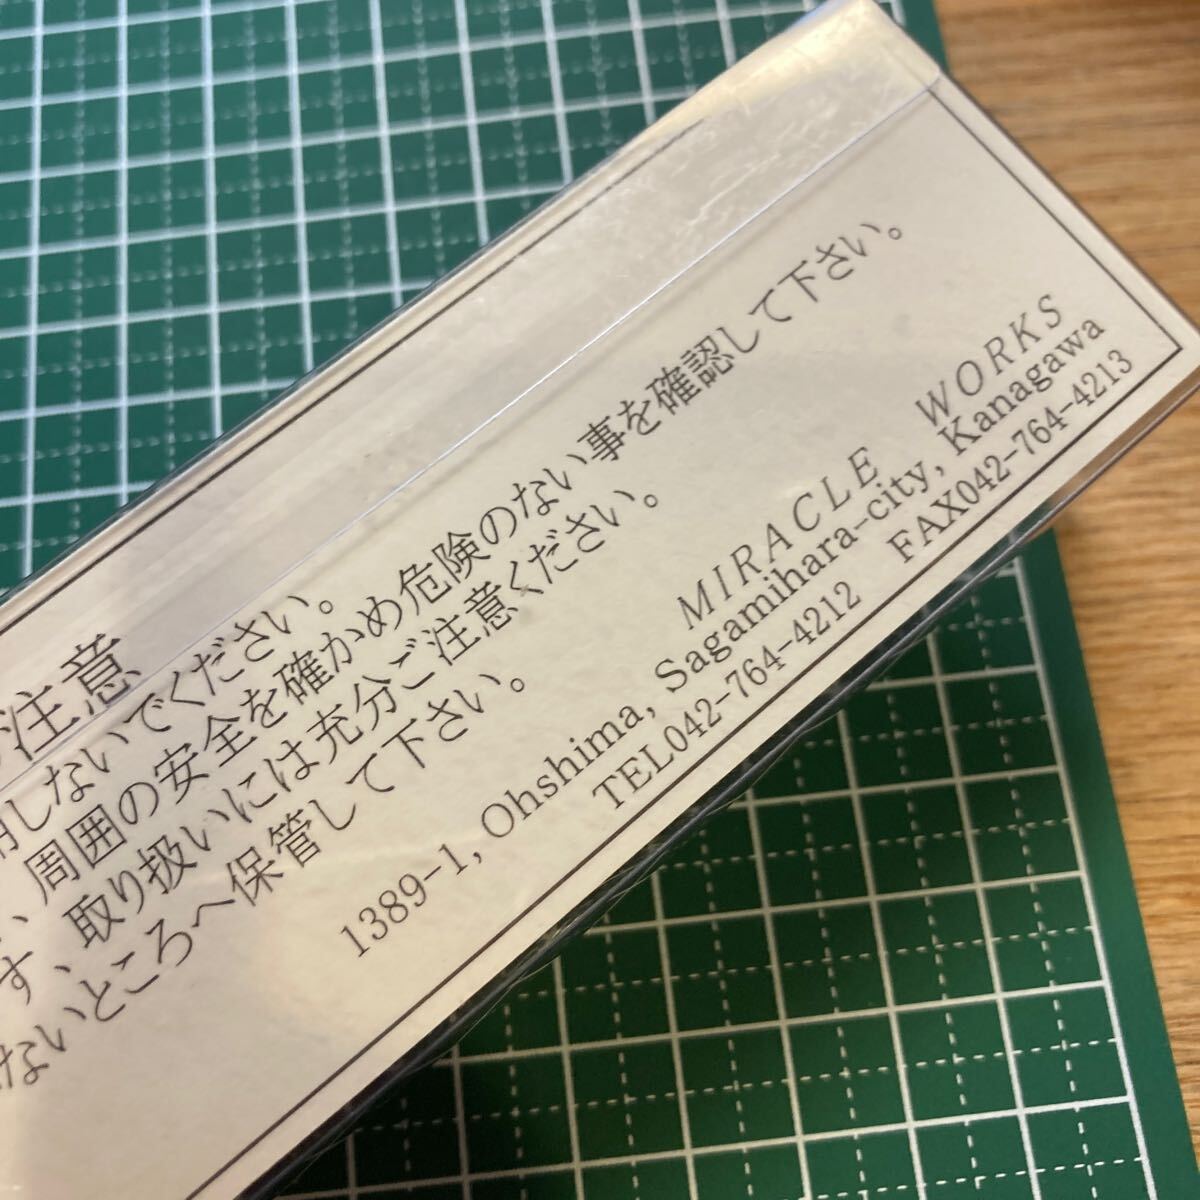 注意
しないでください。
、周囲の安全を確かめ危険のない事を確認して下さい。
す、取り扱いには充分ご注意ください。
ないところへ保管して下さい。
MIRACLE WORKS
1389-1, Ohshima, Sagamihara-city, Kanagawa
TEL042-764-4212 FAX042-764-4213